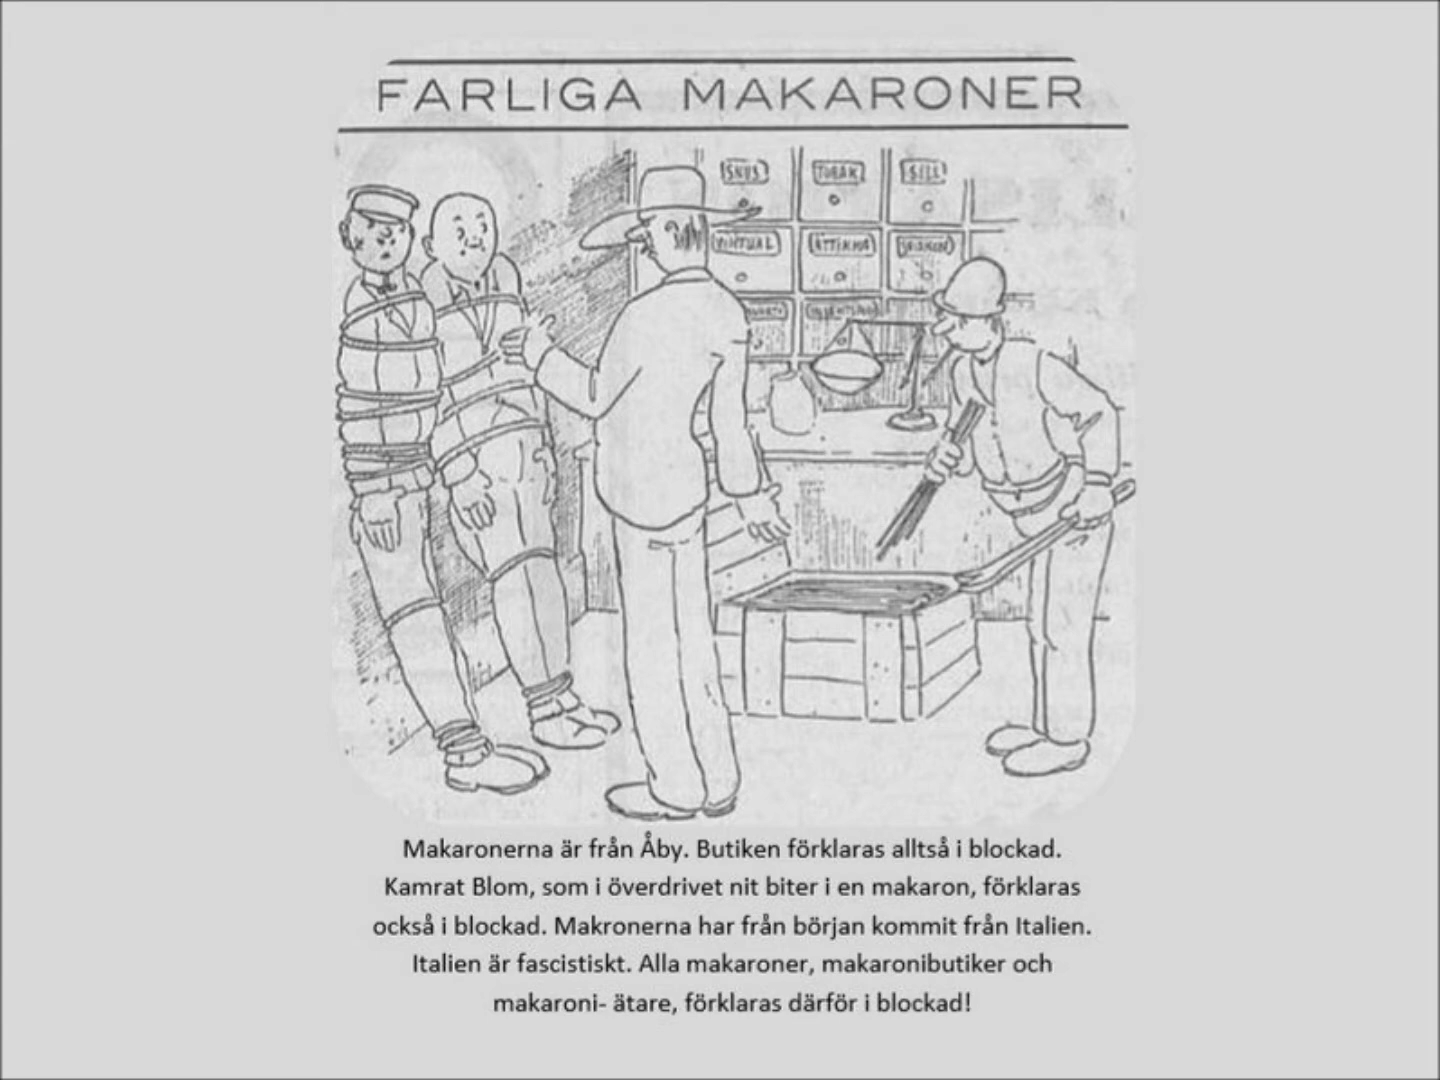 FARLIGA MAKARONER
SNUS
TOBAK
SILL
ÄTTIKHA
Makaronerna är från Åby. Butiken förklaras alltså i blockad.
Kamrat Blom, som i överdrivet nit biter i en makaron, förklaras
också i blockad. Makronerna har från början kommit från Italien.
Italien är fascistiskt. Alla makaroner, makaronibutiker och
makaroni- ätare, förklaras därför i blockad!